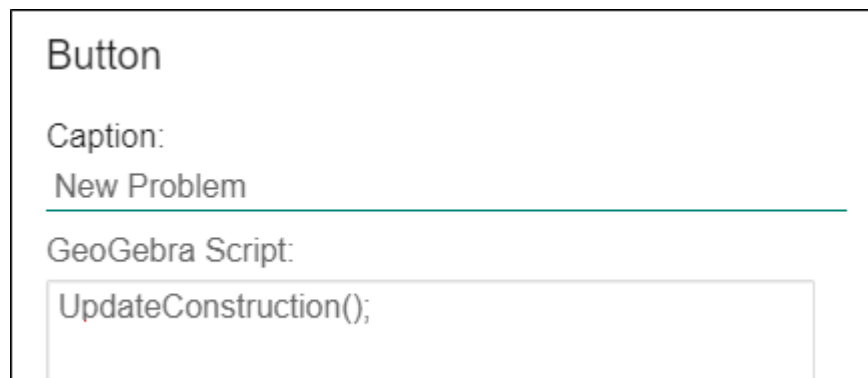 Button
Caption:
New Problem
GeoGebra Script:
UpdateConstruction();